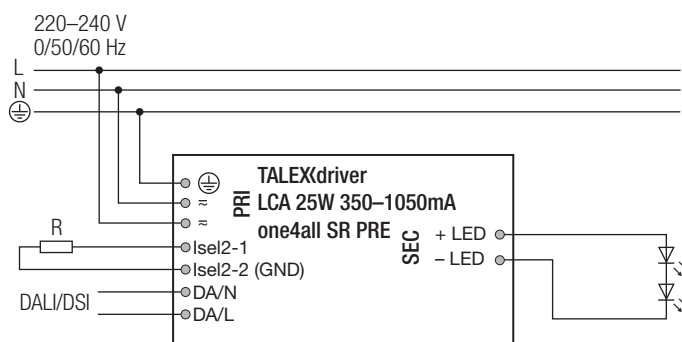 220–240 V
0/50/60 Hz
L
N
TALEXXdriver
LCA 25W 350–1050mA
one4all SR PRE
PRI
SEC
≂
≂
R
Isel2-1
Isel2-2 (GND)
DALI/DSI
DA/N
DA/L
+ LED
– LED